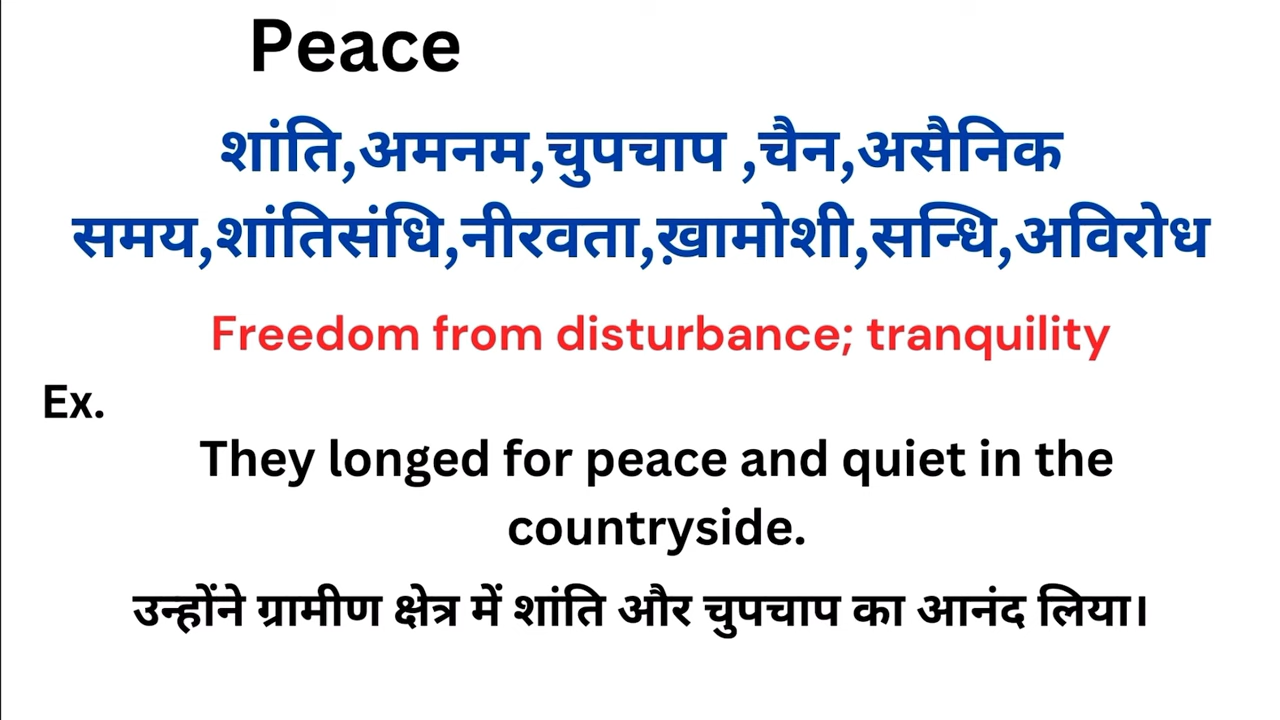 Peace
शांति,अमनम,चुपचाप ,चैन,असैनिक
समय,शांतिसंधि,नीरवता,ख़ामोशी,सन्धि,अविरोध
Freedom from disturbance; tranquility
Ex.
They longed for peace and quiet in the
countryside.
उन्होंने ग्रामीण क्षेत्र में शांति और चुपचाप का आनंद लिया।